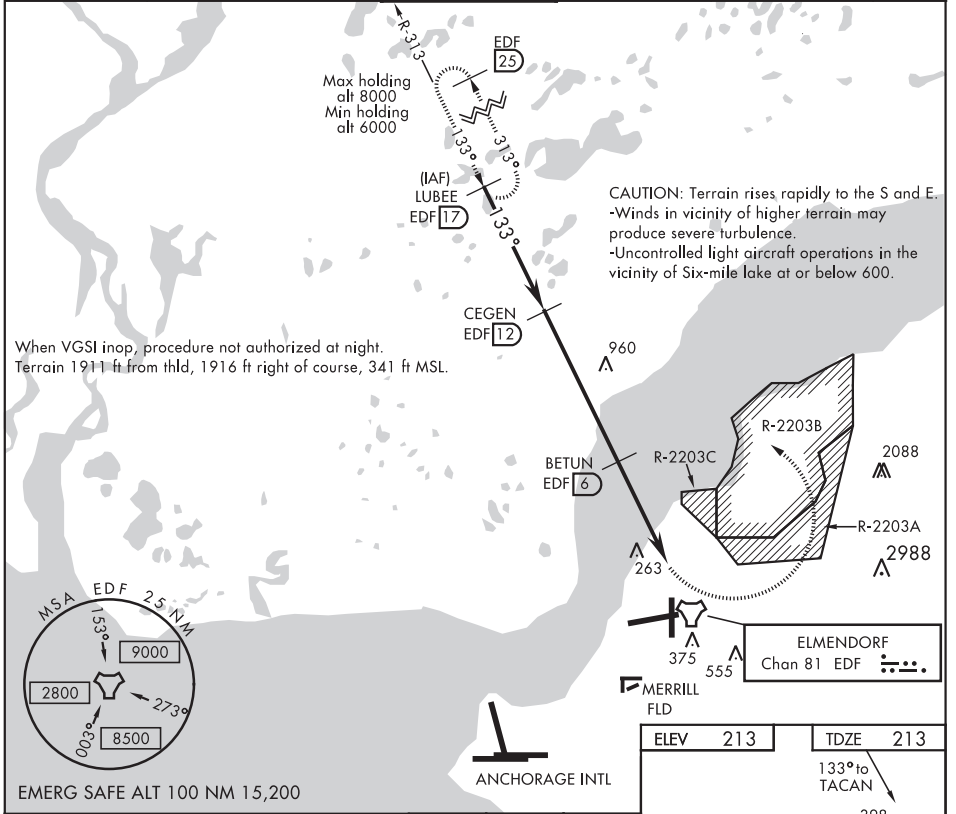 R-313
EDF
25
Max holding
alt 8000
Min holding
alt 6000
133°
313°
(IAF)
LUBEE
EDF 17
133°
CAUTION: Terrain rises rapidly to the S and E.
-Winds in vicinity of higher terrain may
produce severe turbulence.
-Uncontrolled light aircraft operations in the
vicinity of Six-mile lake at or below 600.
CEGEN
EDF 12
When VGSI inop, procedure not authorized at night.
Terrain 1911 ft from thld, 1916 ft right of course, 341 ft MSL.
960
R-2203B
BETUN
EDF 6
R-2203C
2088
R-2203A
2988
263
MSA EDF 25 NM
153°
9000
2800
273°
003°
8500
EMERG SAFE ALT 100 NM 15,200
375
555
ELMENDORF
Chan 81 EDF
MERRILL
FLD
ANCHORAGE INTL
ELEV 213
TDZE 213
133° to
TACAN